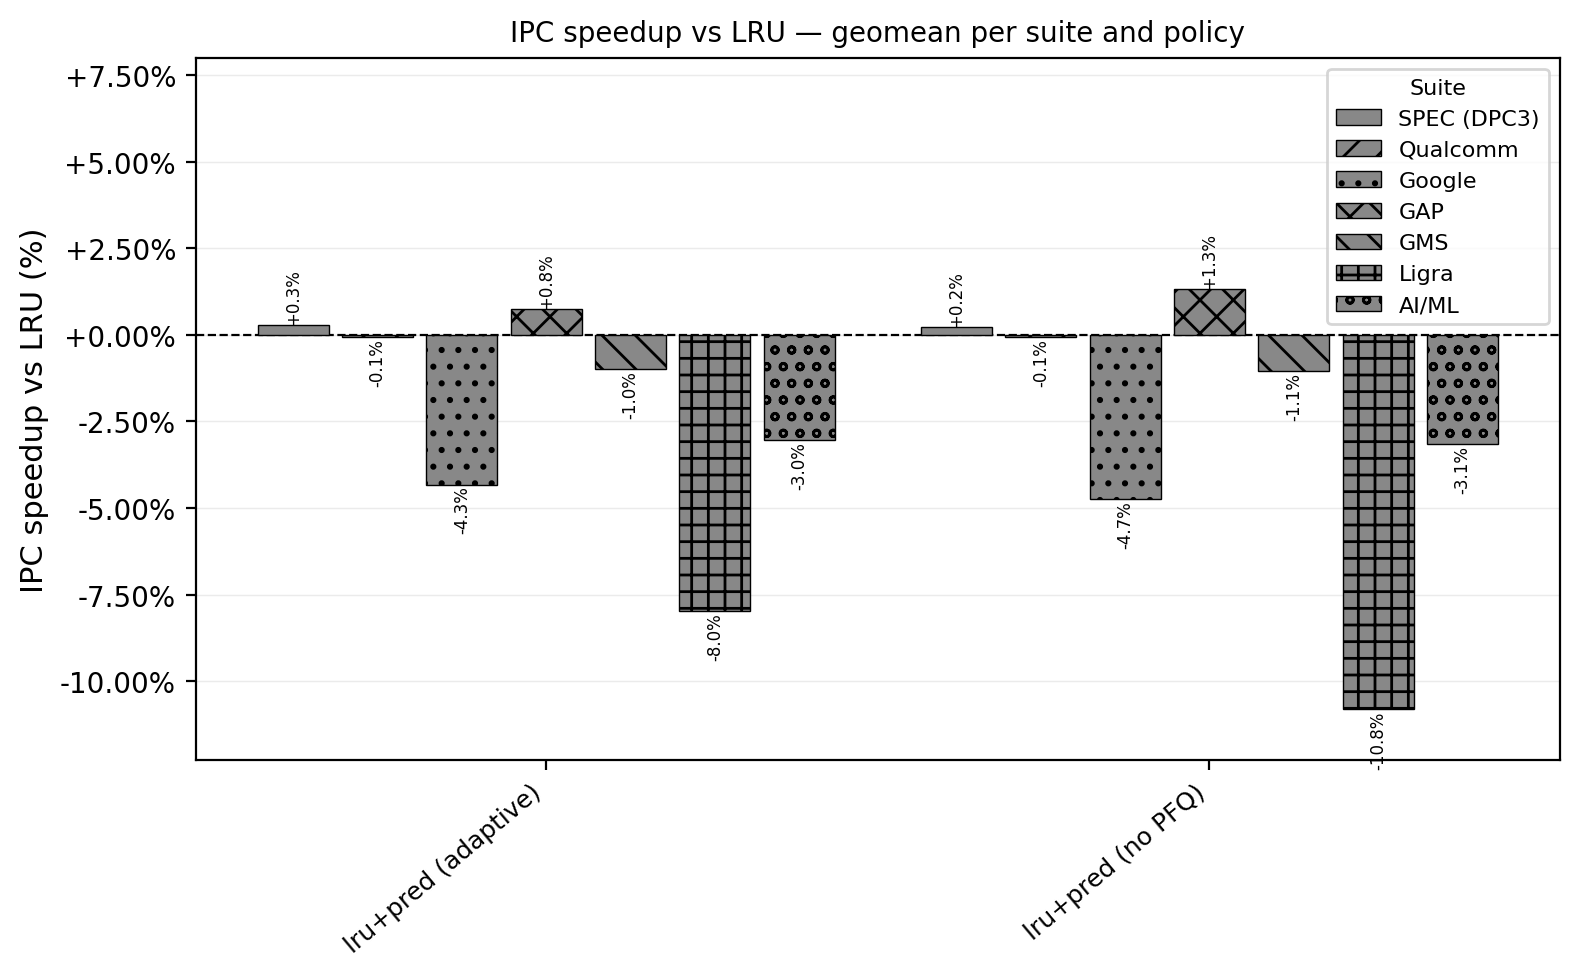 IPC speedup vs LRU — geomean per suite and policy
IPC speedup vs LRU (%)
+7.50%
+5.00%
+2.50%
+0.00%
-2.50%
-5.00%
-7.50%
-10.00%
Suite
SPEC (DPC3)
Qualcomm
Google
GAP
GMS
Ligra
AI/ML
+0.3%
-0.1%
-4.3%
+0.8%
-1.0%
-8.0%
-3.0%
+0.2%
-0.1%
-4.7%
+1.3%
-1.1%
-10.8%
-3.1%
lru+pred (adaptive)
lru+pred (no PFQ)